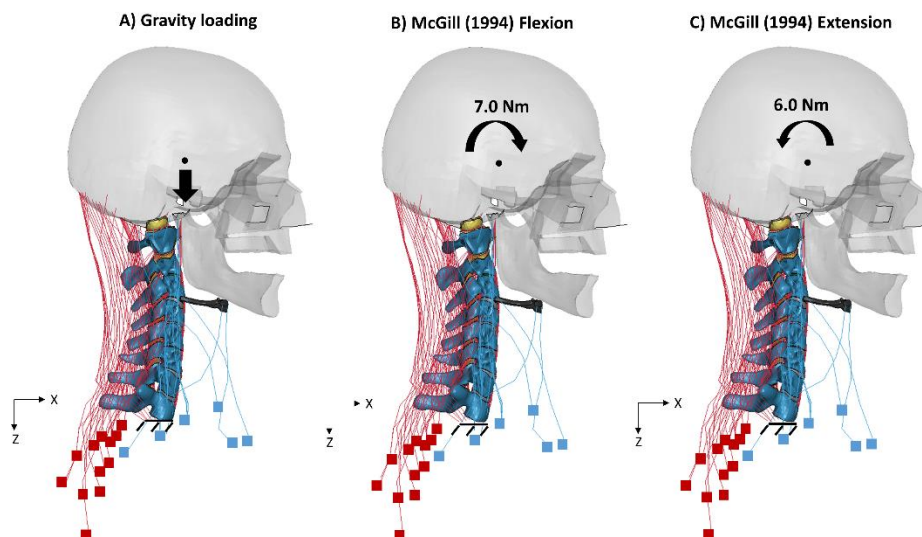 A) Gravity loading
B) McGill (1994) Flexion
C) McGill (1994) Extension
7.0 Nm
6.0 Nm
X
Z
X
Z
X
Z